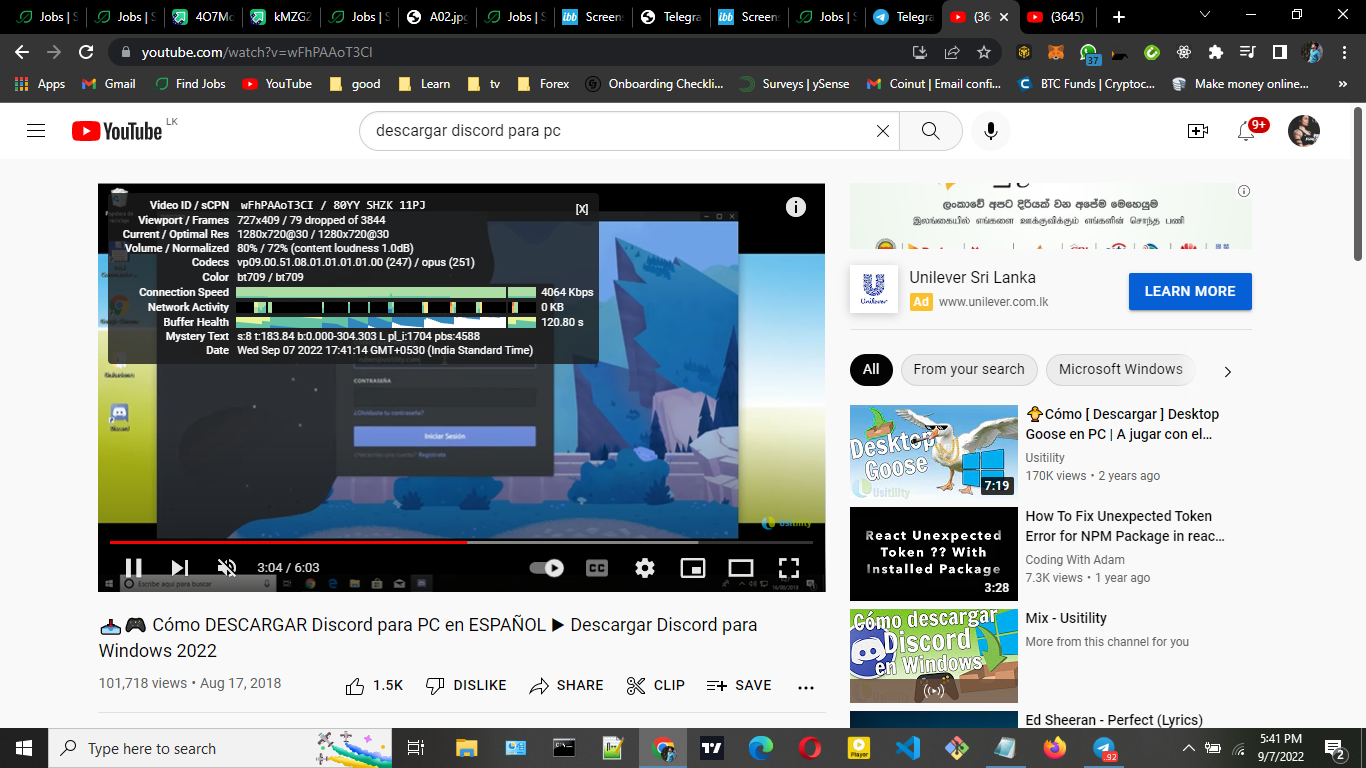 Jobs | S
Jobs | S
4O7Mc
kMZG2
Jobs | S
A02.jpg
Jobs | S
Screens
Telegra
Screens
Jobs | S
Telegra
(36
(3645)
youtube.com/watch?v=wFhPAAoT3CI
37
Apps
Gmail
Find Jobs
YouTube
good
Learn
tv
Forex
Onboarding Checkli...
Surveys | ySense
Coinut | Email confi...
BTC Funds | Cryptoc...
Make money online...
YouTube LK
descargar discord para pc
9+
Video ID / sCPN wFhPAAoT3CI / 80YY SHZK 11PJ
[X]
Viewport / Frames 727x409 / 79 dropped of 3844
Current / Optimal Res 1280x720@30 / 1280x720@30
Volume / Normalized 80% / 72% (content loudness 1.0dB)
Codecs vp09.00.51.08.01.01.01.01.00 (247) / opus (251)
Color bt709 / bt709
Connection Speed 4064 Kbps
Network Activity 0 KB
Buffer Health 120.80 s
Mystery Text s:8 t:183.84 b:0.000-304.303 L pl_i:1704 pbs:4588
Date Wed Sep 07 2022 17:41:14 GMT+0530 (India Standard Time)
CONTRASEÑA
¿Olvidaste tu contraseña?
Iniciar Sesión
Regístrate
Discord
Usitility
3:04 / 6:03
CC
Escribe aquí para buscar
📥🎮 Cómo DESCARGAR Discord para PC en ESPAÑOL ▶ Descargar Discord para
Windows 2022
101,718 views • Aug 17, 2018
1.5K
DISLIKE
SHARE
CLIP
SAVE
ලංකාවේ අපට දිරියක් වන අපේම මෙහෙයුම
இலங்கையில் எங்களை ஊக்குவிக்கும் எங்களின் சொந்த பணி
Unilever Sri Lanka
Ad www.unilever.com.lk
LEARN MORE
Unilever
All
From your search
Microsoft Windows
Desktop
Goose
Usitility
7:19
🐥Cómo [ Descargar ] Desktop
Goose en PC | A jugar con el...
Usitility
170K views • 2 years ago
React Unexpected
Token ?? With
Installed Package
3:28
How To Fix Unexpected Token
Error for NPM Package in reac...
Coding With Adam
7.3K views • 1 year ago
Cómo descargar
Discord
en Windows
Mix - Usitility
More from this channel for you
Ed Sheeran - Perfect (Lyrics)
Type here to search
Player
.92
5:41 PM
9/7/2022
2